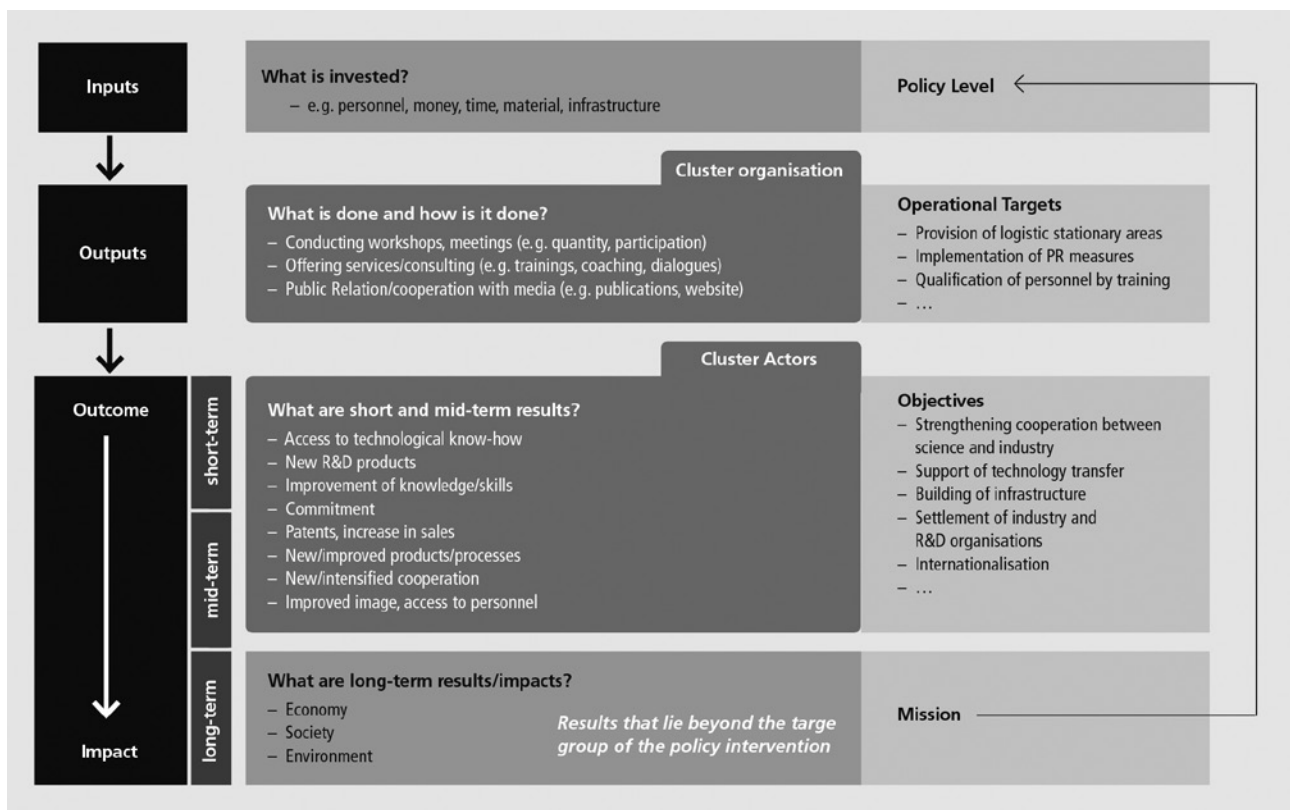 Inputs
What is invested?
– e.g. personnel, money, time, material, infrastructure
Policy Level
Cluster organisation
Outputs
What is done and how is it done?
– Conducting workshops, meetings (e.g. quantity, participation)
– Offering services/consulting (e.g. trainings, coaching, dialogues)
– Public Relation/cooperation with media (e.g. publications, website)
Operational Targets
– Provision of logistic stationary areas
– Implementation of PR measures
– Qualification of personnel by training
– …
Cluster Actors
Outcome
short-term
mid-term
What are short and mid-term results?
– Access to technological know-how
– New R&D products
– Improvement of knowledge/skills
– Commitment
– Patents, increase in sales
– New/improved products/processes
– New/intensified cooperation
– Improved image, access to personnel
Objectives
– Strengthening cooperation between
science and industry
– Support of technology transfer
– Building of infrastructure
– Settlement of industry and
R&D organisations
– Internationalisation
– …
Impact
long-term
What are long-term results/impacts?
– Economy
– Society
– Environment
Results that lie beyond the targe
group of the policy intervention
Mission